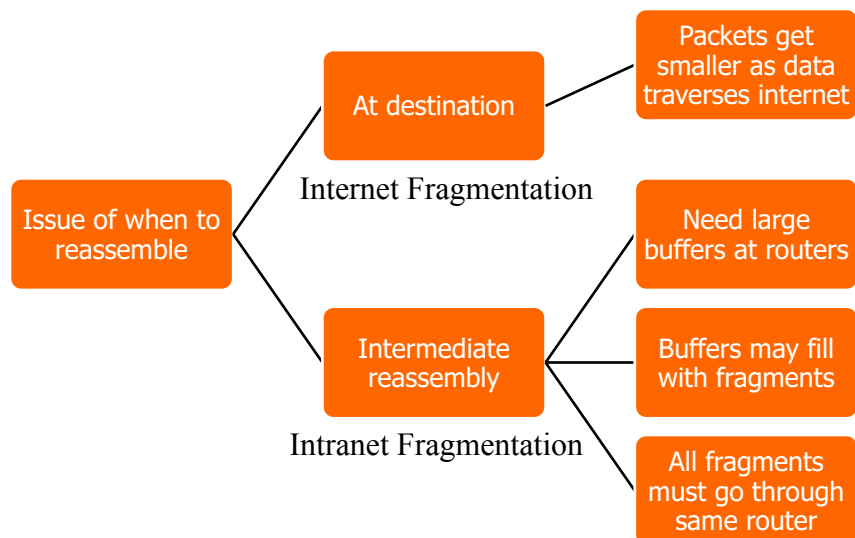 Packets get
smaller as data
traverses internet
At destination
Internet Fragmentation
Issue of when to
reassemble
Need large
buffers at routers
Intermediate
reassembly
Buffers may fill
with fragments
Intranet Fragmentation
All fragments
must go through
same router